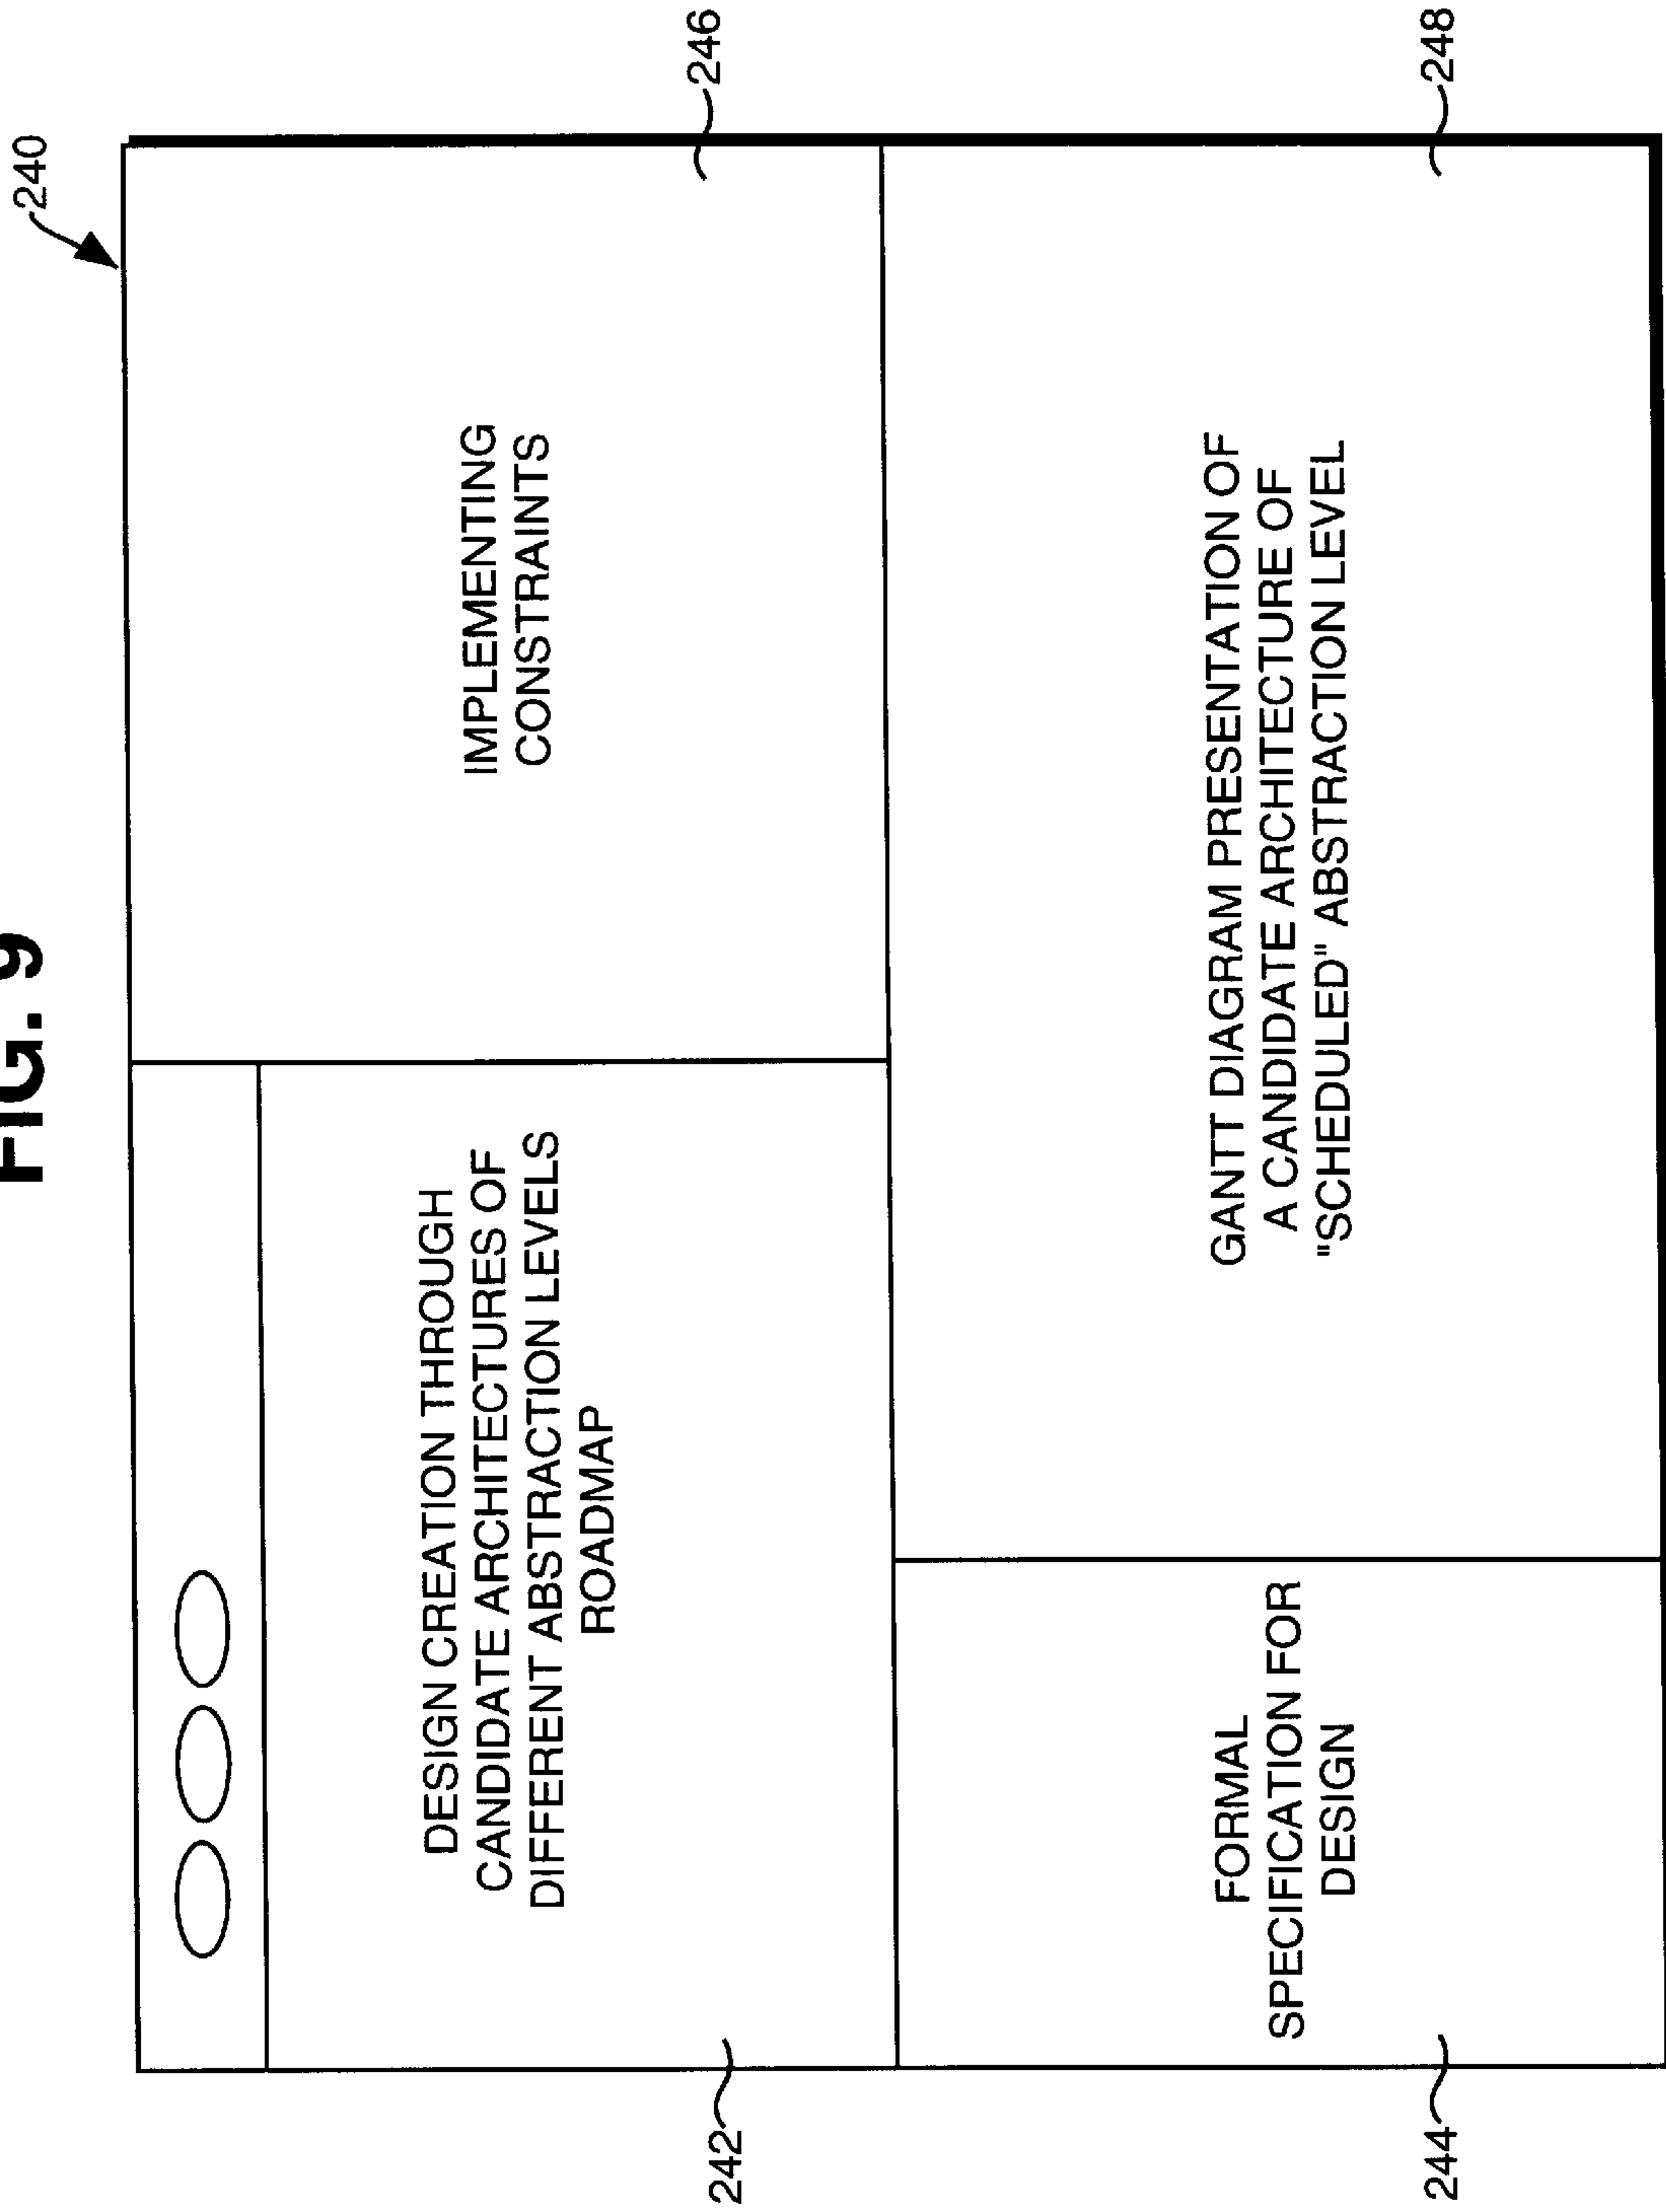 FIG. 9
240
DESIGN CREATION THROUGH
CANDIDATE ARCHITECTURES OF
DIFFERENT ABSTRACTION LEVELS
ROADMAP
242
IMPLEMENTING
CONSTRAINTS
246
FORMAL
SPECIFICATION FOR
DESIGN
244
GANTT DIAGRAM PRESENTATION OF
A CANDIDATE ARCHITECTURE OF
"SCHEDULED" ABSTRACTION LEVEL
248